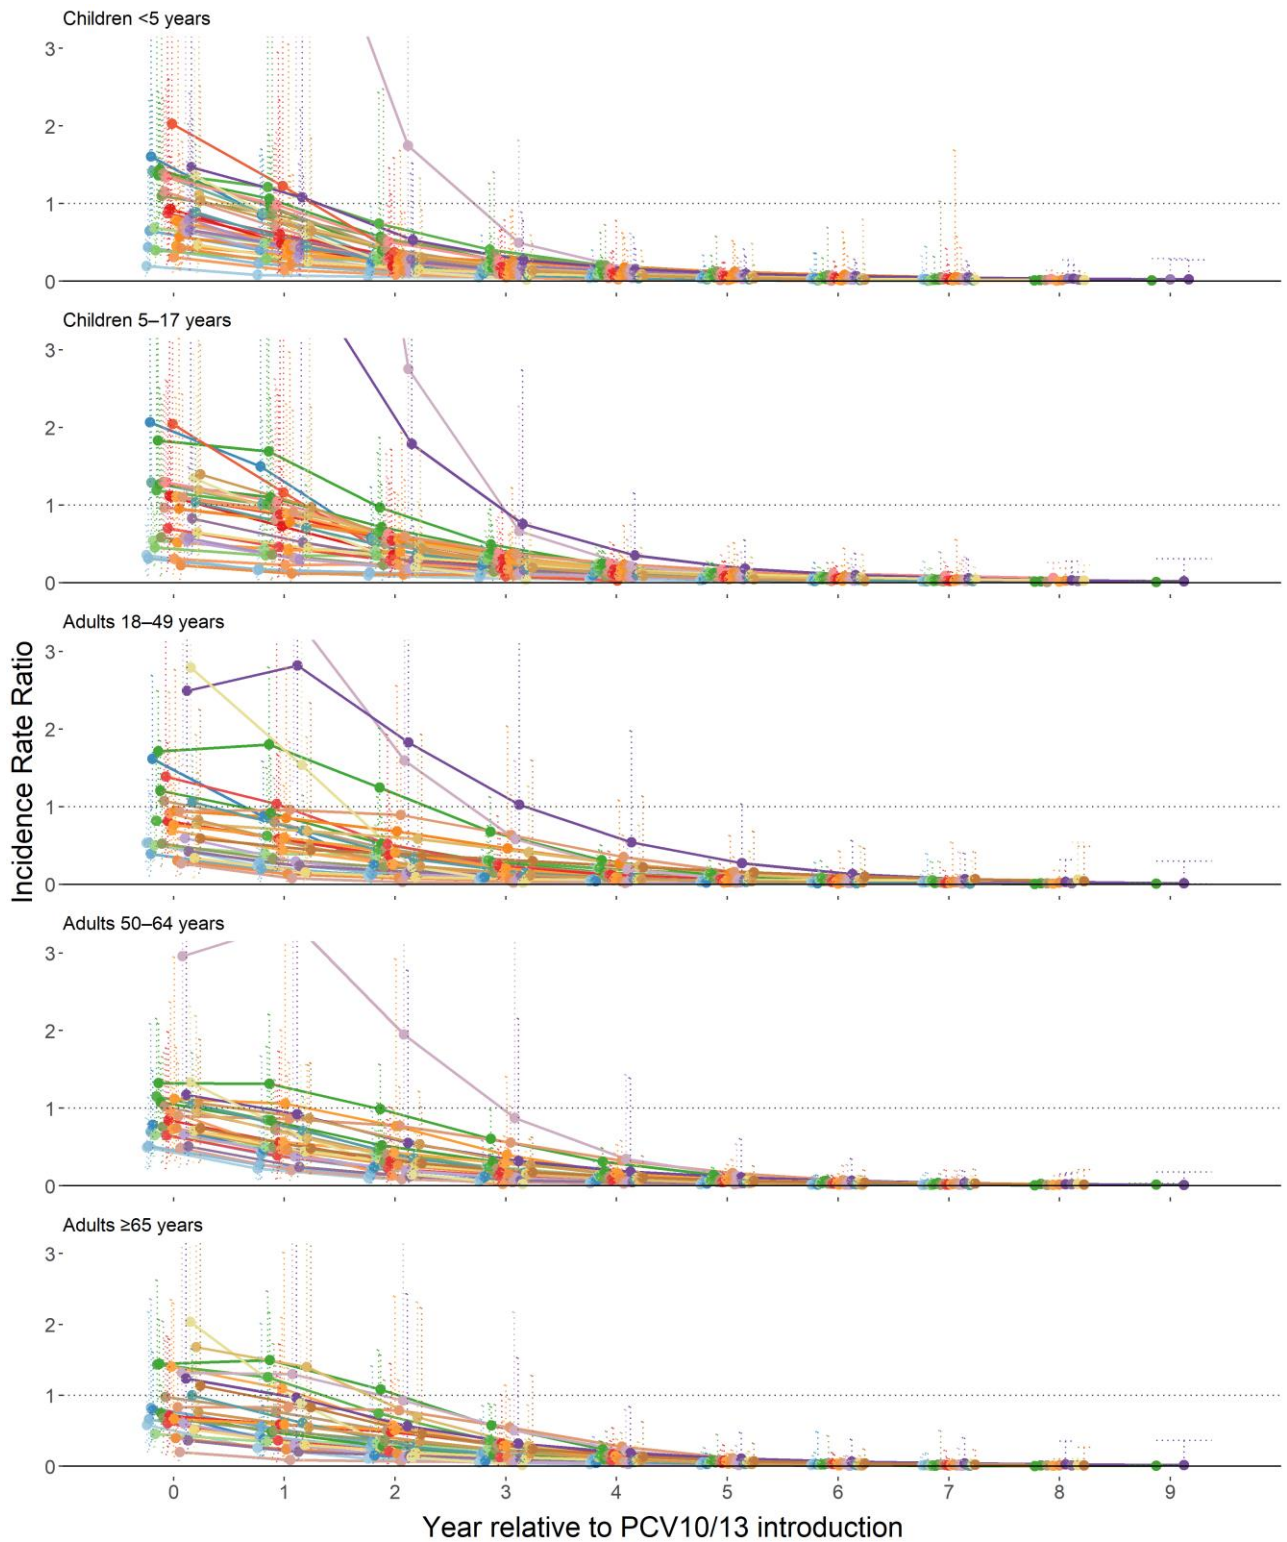 Children <5 years
3
2
1
0
Children 5–17 years
3
2
1
0
Adults 18–49 years
3
2
1
0
Adults 50–64 years
3
2
1
0
Adults ≥65 years
3
2
1
0
Incidence Rate Ratio
0 1 2 3 4 5 6 7 8 9
Year relative to PCV10/13 introduction